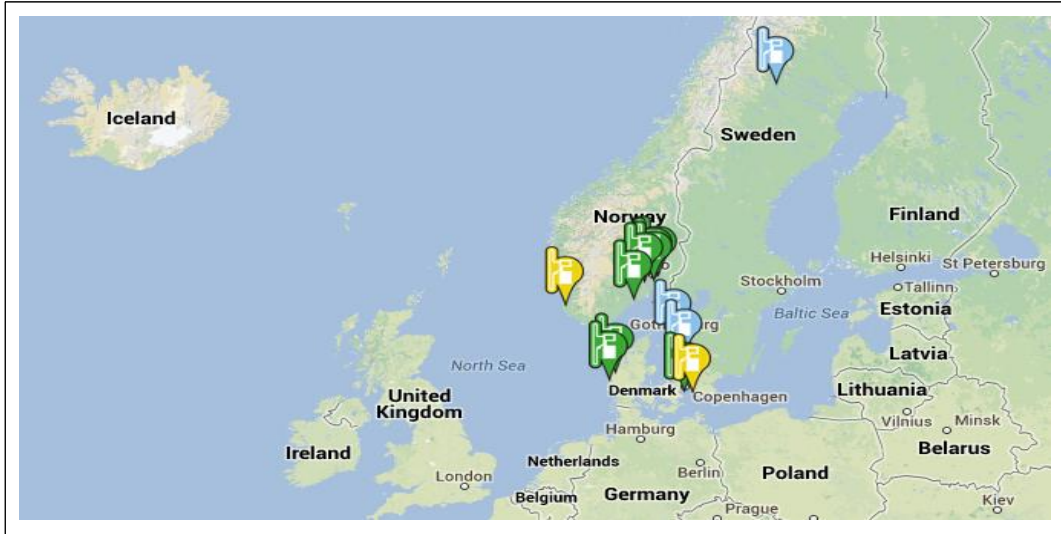 Iceland
Sweden
Norway
Finland
Helsinki
St Petersburg
Stockholm
Tallinn
Estonia
Baltic Sea
North Sea
Latvia
Denmark
Copenhagen
Lithuania
United
Kingdom
Vilnius
Minsk
Hamburg
Belarus
Ireland
Netherlands
London
Berlin
Poland
Belgium
Germany
Prague
Kiev